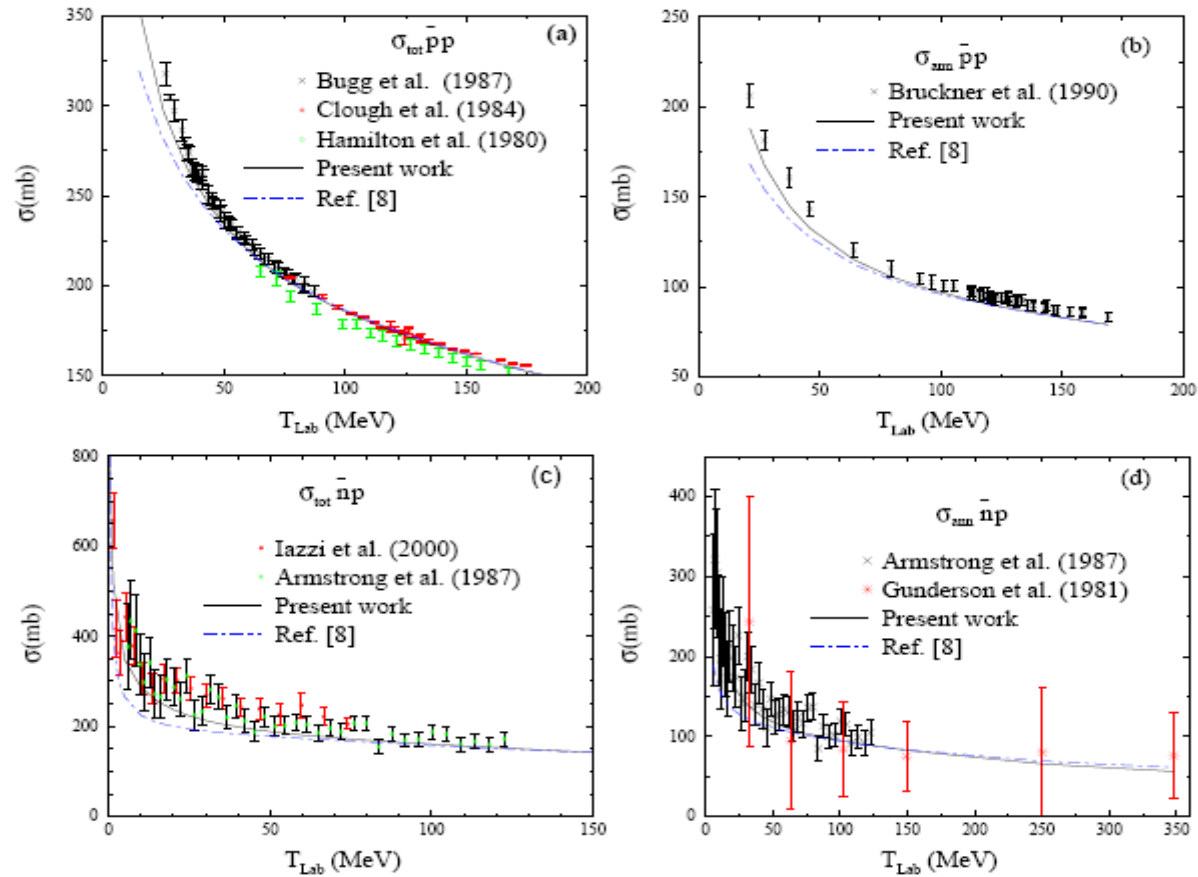 (a)
σtot p̄p
Bugg et al. (1987)
Clough et al. (1984)
Hamilton et al. (1980)
Present work
Ref. [8]
350
300
250
200
150
σ(mb)
0 50 100 150 200
TLab (MeV)
(b)
σann p̄p
Bruckner et al. (1990)
Present work
Ref. [8]
250
200
150
100
50
σ(mb)
0 50 100 150 200
TLab (MeV)
(c)
σtot n̄p
Iazzi et al. (2000)
Armstrong et al. (1987)
Present work
Ref. [8]
800
600
400
200
0
σ(mb)
0 50 100 150
TLab (MeV)
(d)
σann n̄p
Armstrong et al. (1987)
Gunderson et al. (1981)
Present work
Ref. [8]
400
300
200
100
0
σ(mb)
0 50 100 150 200 250 300 350
TLab (MeV)